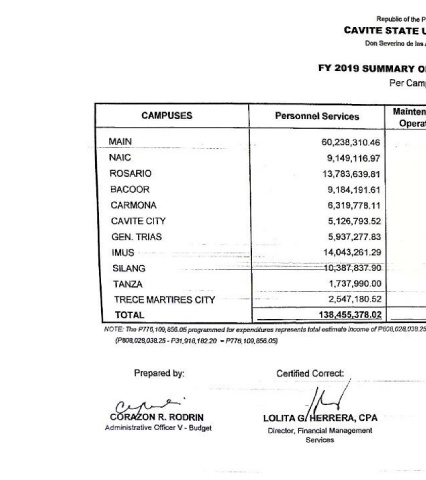 Republic of the P
CAVITE STATE U
Don Severino de las
FY 2019 SUMMARY O
Per Cam
CAMPUSES Personnel Services Mainten
Operat
MAIN 60,238,310.46
NAIC 9,149,116.97
ROSARIO 13,783,639.81
BACOOR 9,184,191.61
CARMONA 6,319,778.11
CAVITE CITY 5,126,793.52
GEN. TRIAS 5,937,277.83
IMUS 14,043,261.29
SILANG 10,387,837.90
TANZA 1,737,990.00
TRECE MARTIRES CITY 2,547,180.52
TOTAL 138,455,378.02
NOTE: The P776,109,856.05 programmed for expenditures represents total estimate income of P808,028,038.25
(P808,028,038.25 - P31,918,182.20 = P776,109,856.05)
Prepared by: Certified Correct:
CORAZON R. RODRIN LOLITA G. HERRERA, CPA
Administrative Officer V - Budget Director, Financial Management
Services